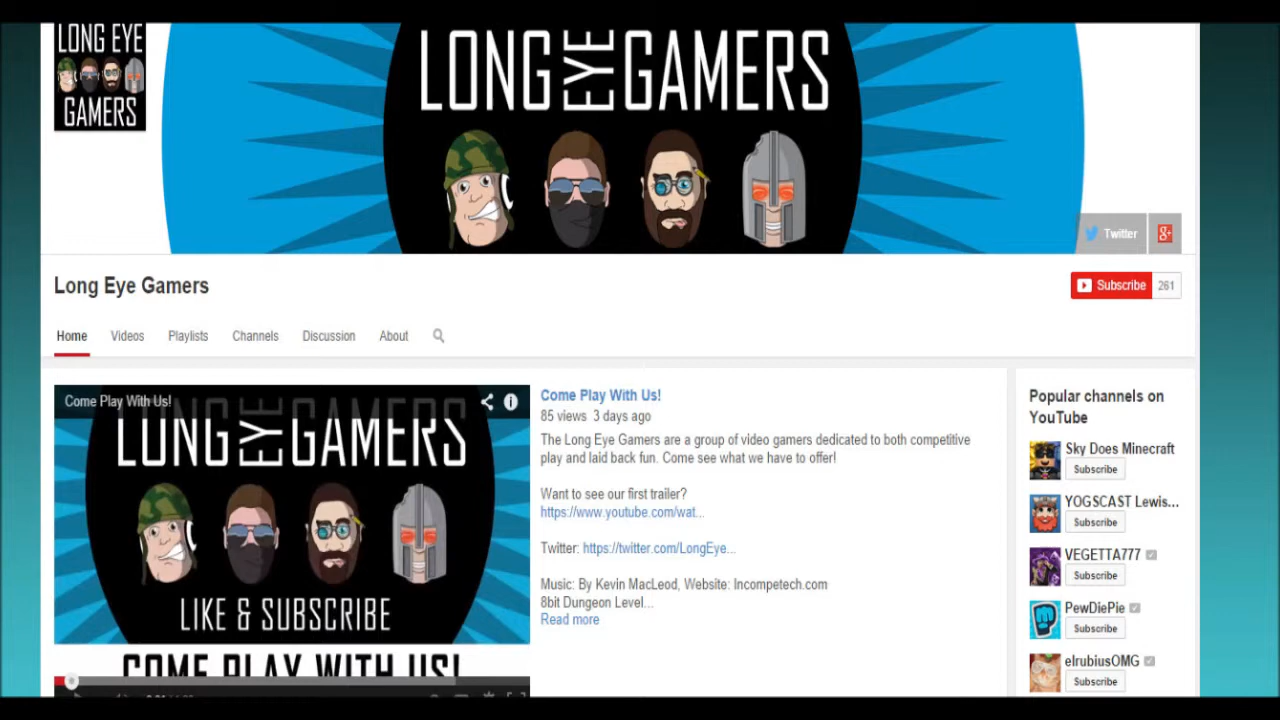 LONG EYE
GAMERS
LONG EYE GAMERS
Twitter
g+
Long Eye Gamers
Subscribe 261
Home Videos Playlists Channels Discussion About
Come Play With Us!
LONG EYE GAMERS
LIKE & SUBSCRIBE
COME PLAY WITH US!
Come Play With Us!
85 views 3 days ago
The Long Eye Gamers are a group of video gamers dedicated to both competitive
play and laid back fun. Come see what we have to offer!
Want to see our first trailer?
https://www.youtube.com/wat...
Twitter: https://twitter.com/LongEye...
Music: By Kevin MacLeod, Website: Incompetech.com
8bit Dungeon Level...
Read more
Popular channels on
YouTube
Sky Does Minecraft
Subscribe
YOGSCAST Lewis...
Subscribe
VEGETTA777
Subscribe
PewDiePie
Subscribe
elrubiusOMG
Subscribe